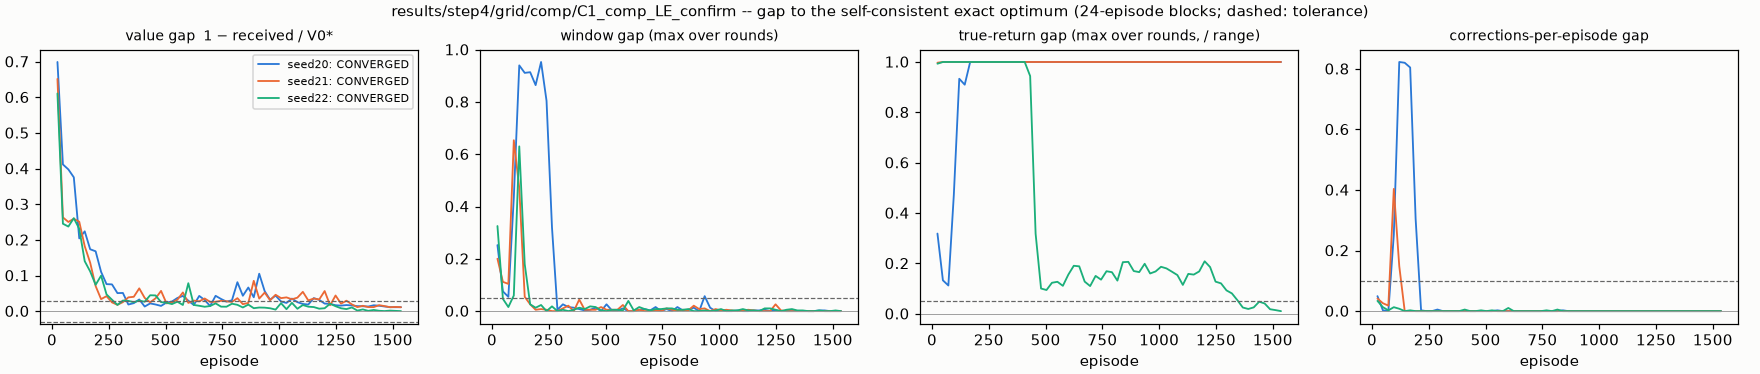 results/step4/grid/comp/C1_comp_LE_confirm -- gap to the self-consistent exact optimum (24-episode blocks; dashed: tolerance)
value gap  1 − received / V0*
0.7
0.6
0.5
0.4
0.3
0.2
0.1
0.0
seed20: CONVERGED
seed21: CONVERGED
seed22: CONVERGED
0 250 500 750 1000 1250 1500
episode
window gap (max over rounds)
1.0
0.8
0.6
0.4
0.2
0.0
0 250 500 750 1000 1250 1500
episode
true-return gap (max over rounds, / range)
1.0
0.8
0.6
0.4
0.2
0.0
0 250 500 750 1000 1250 1500
episode
corrections-per-episode gap
0.8
0.6
0.4
0.2
0.0
0 250 500 750 1000 1250 1500
episode